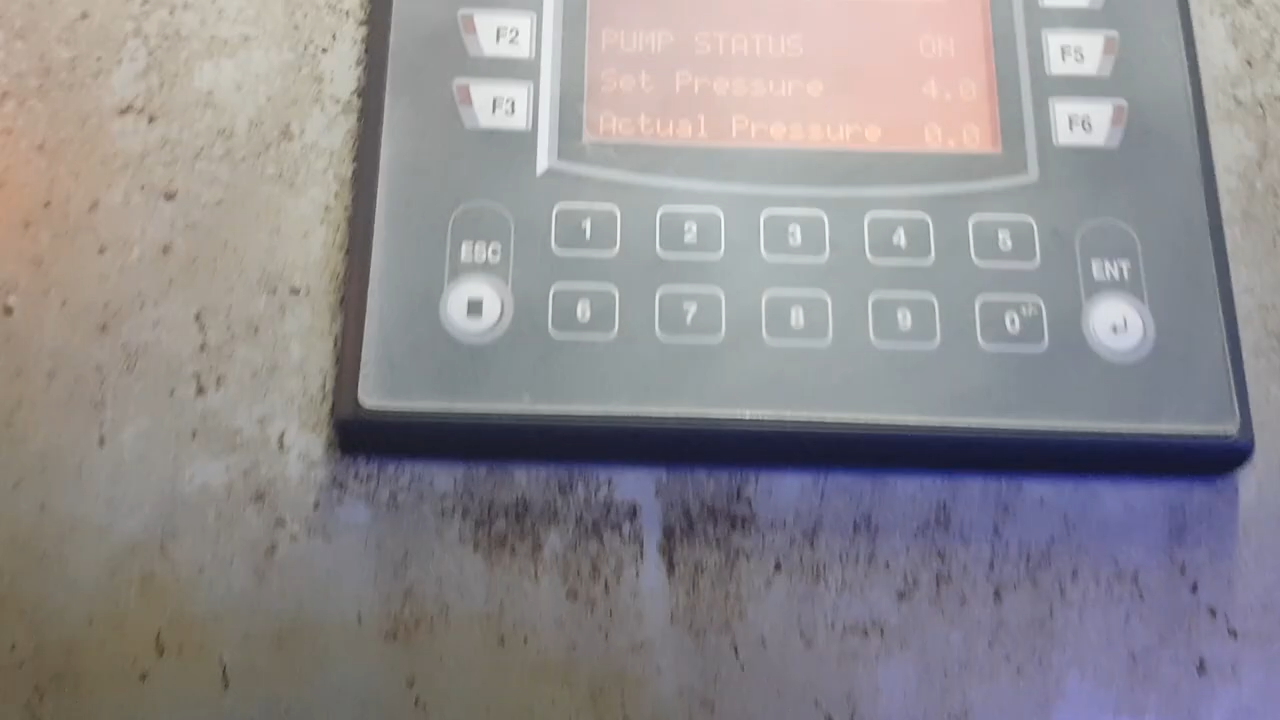 F2
PUMP STATUS ON
F5
Set Pressure 4.0
F3
F6
Actual Pressure 0.0
ESC
1 2 3 4 5
ENT
6 7 8 9 0+/-